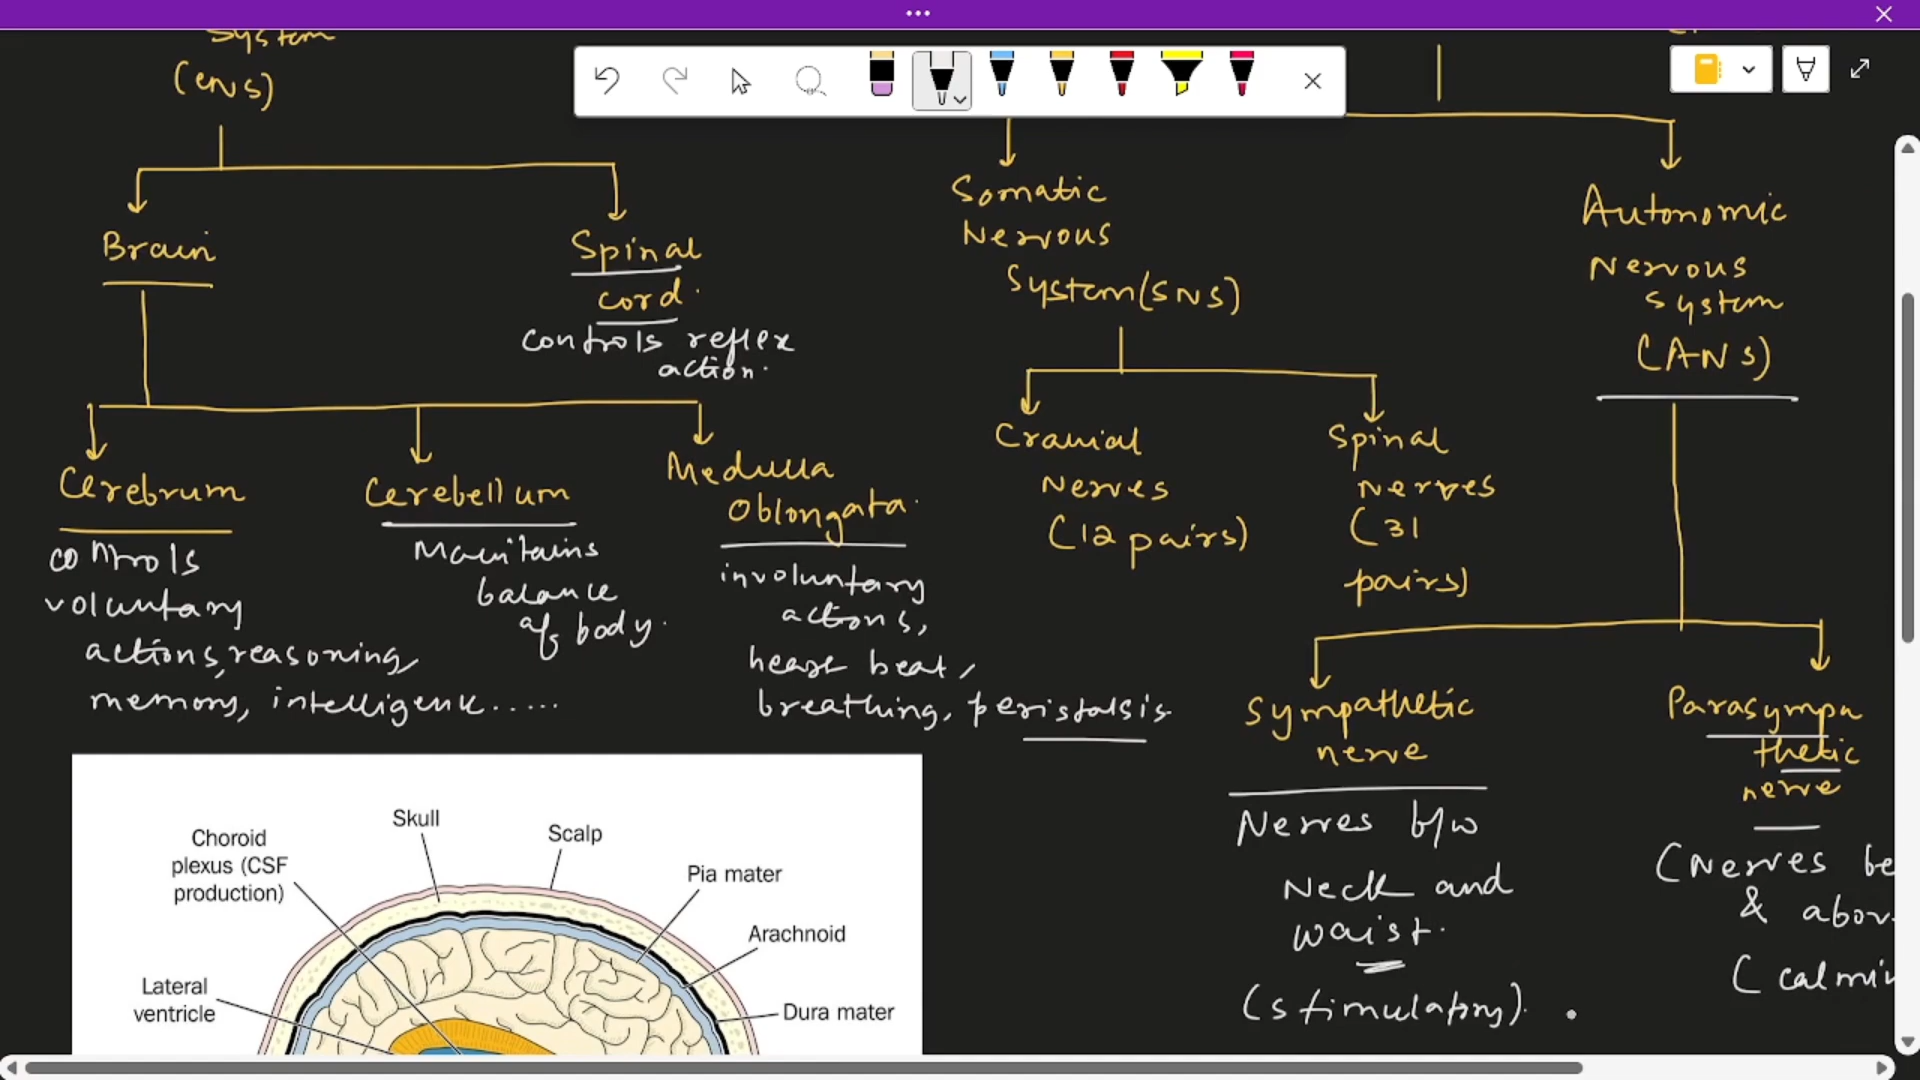 System
(CNS)
Brain
Spinal
cord.
controls reflex
action.
Cerebrum
controls
voluntary
actions, reasoning,
memory, intelligence.....
Cerebellum
Maintains
balance
of body.
Medulla
Oblongata.
involuntary
actions,
heart beat,
breathing, peristalsis
Somatic
Nervous
System(SNS)
Cranial
Nerves
(12 pairs)
Spinal
Nerves
(31
pairs)
Autonomic
Nervous
System
(ANS)
Sympathetic
nerve
Nerves b/w
Neck and
waist.
(stimulatory).
Parasympa
thetic
nerve
(Nerves be
& abov
(calmin
Skull
Scalp
Choroid
plexus (CSF
production)
Pia mater
Arachnoid
Lateral
ventricle
Dura mater